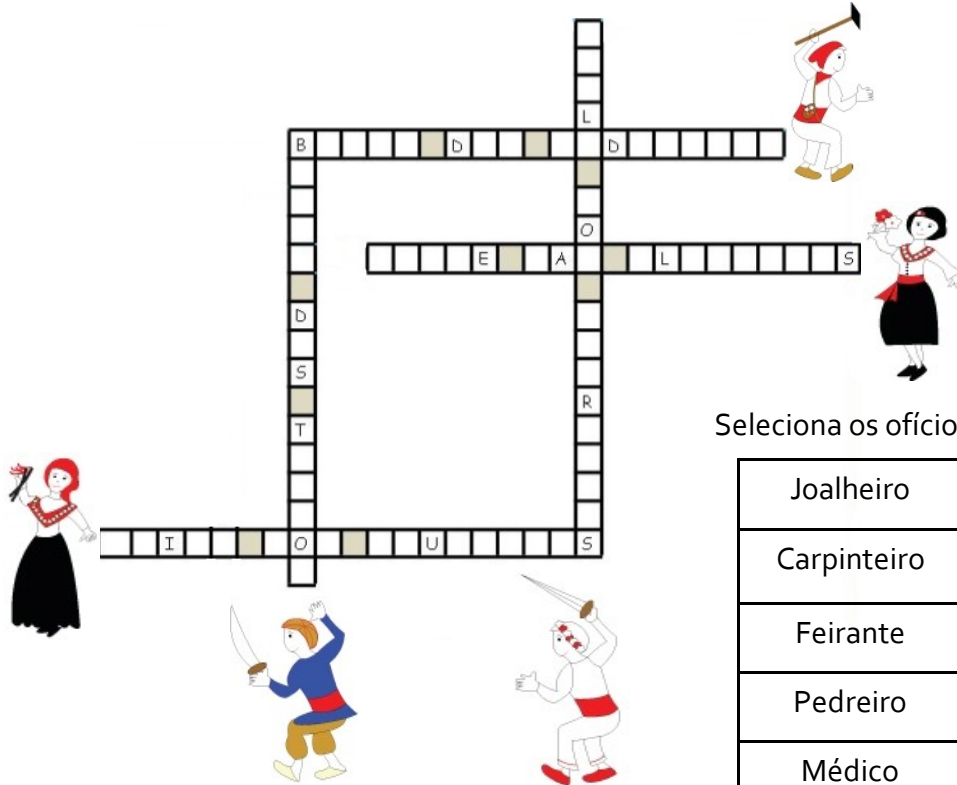 L
B D D
O
E A L S
D
S
R
T
I O U S
Seleciona os ofício
Joalheiro
Carpinteiro
Feirante
Pedreiro
Médico